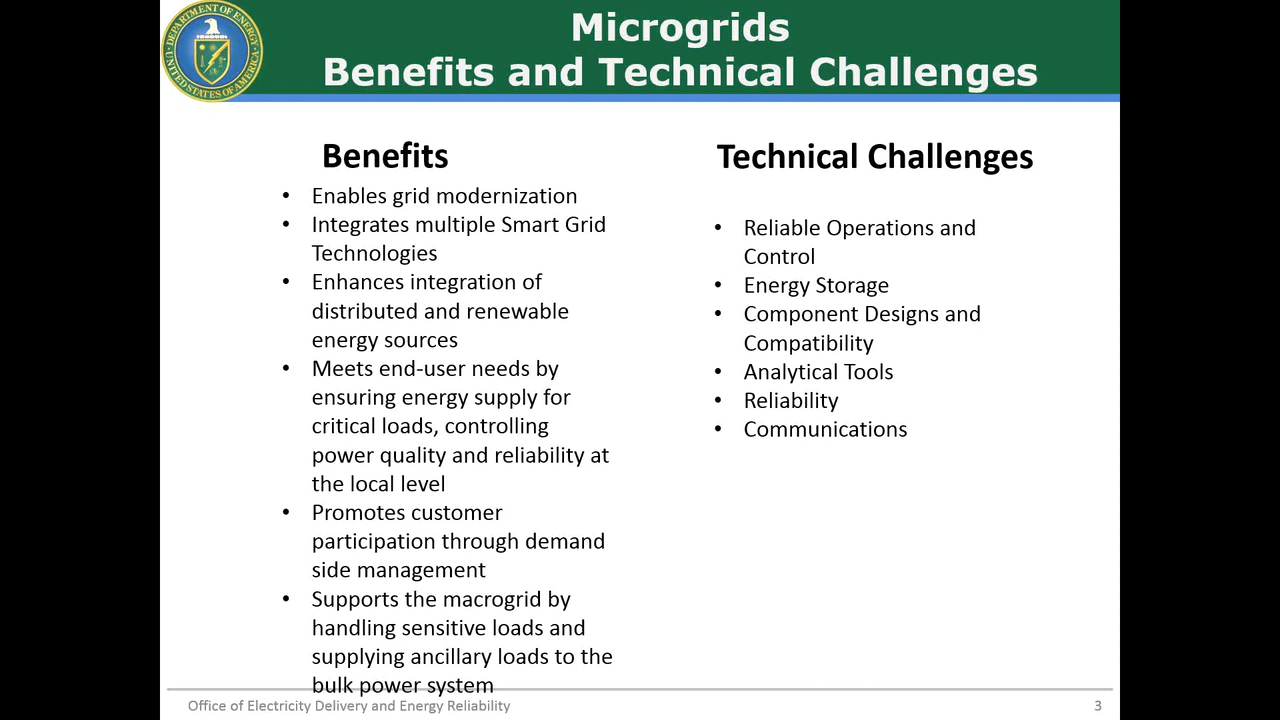 DEPARTMENT OF ENERGY
UNITED STATES OF AMERICA
Microgrids
Benefits and Technical Challenges
Benefits
• Enables grid modernization
• Integrates multiple Smart Grid
Technologies
• Enhances integration of
distributed and renewable
energy sources
• Meets end-user needs by
ensuring energy supply for
critical loads, controlling
power quality and reliability at
the local level
• Promotes customer
participation through demand
side management
• Supports the macrogrid by
handling sensitive loads and
supplying ancillary loads to the
bulk power system
Technical Challenges
• Reliable Operations and
Control
• Energy Storage
• Component Designs and
Compatibility
• Analytical Tools
• Reliability
• Communications
Office of Electricity Delivery and Energy Reliability
3